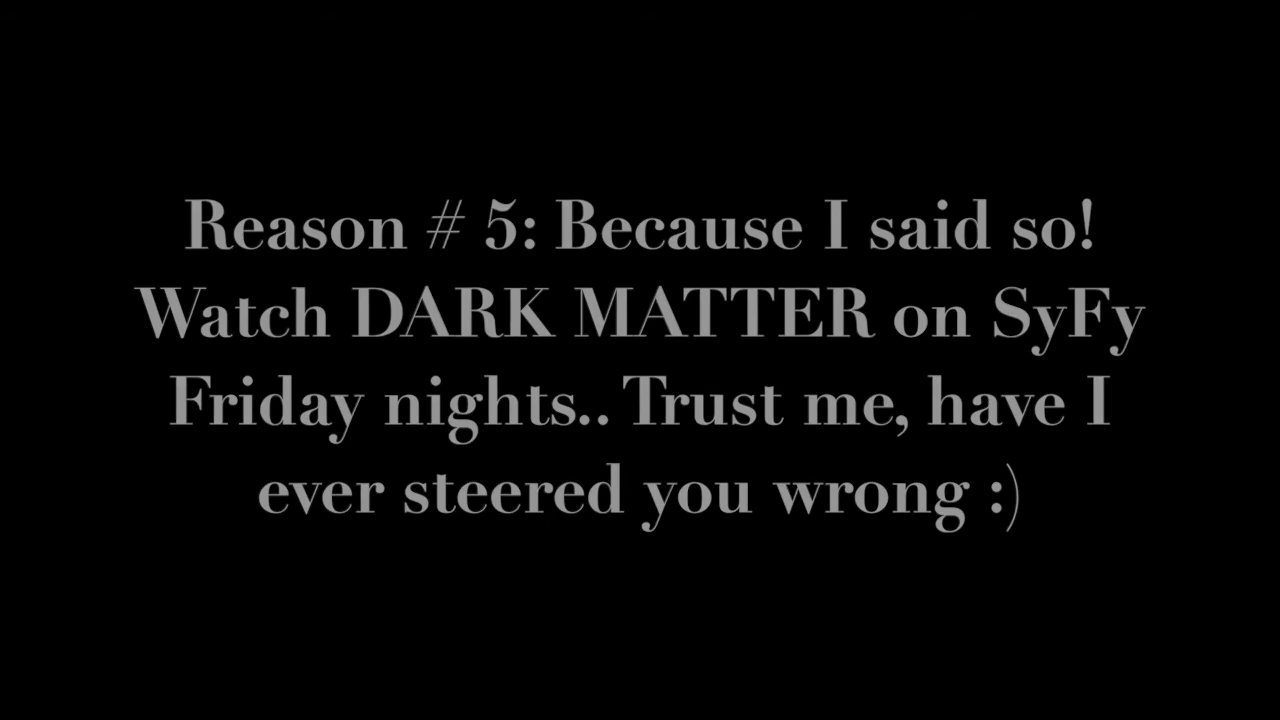 Reason # 5: Because I said so!
Watch DARK MATTER on SyFy
Friday nights.. Trust me, have I
ever steered you wrong :)